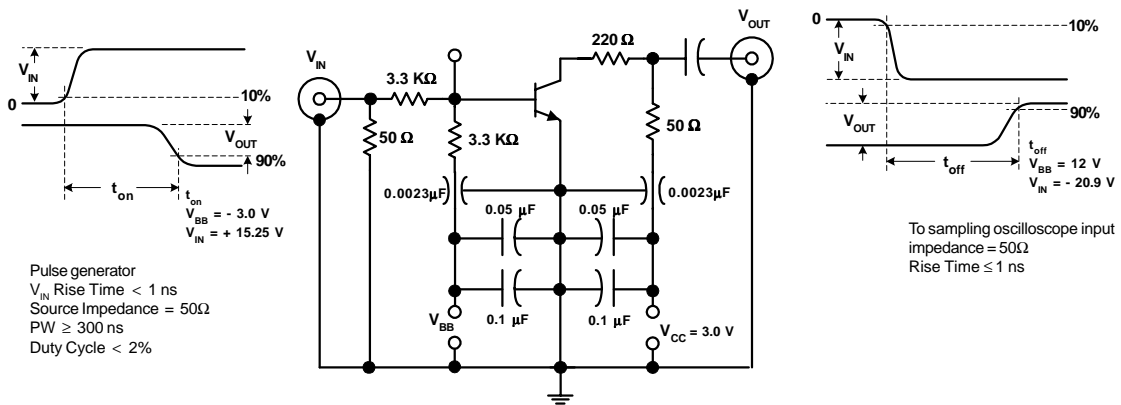 0
V_IN
10%
V_OUT
90%
t_on
t_on
V_BB = - 3.0 V
V_IN = + 15.25 V
Pulse generator
V_IN Rise Time < 1 ns
Source Impedance = 50Ω
PW ≥ 300 ns
Duty Cycle < 2%
V_IN
3.3 KΩ
50 Ω
3.3 KΩ
220 Ω
V_OUT
50 Ω
0.0023µF
0.0023µF
0.05 µF
0.05 µF
0.1 µF
0.1 µF
V_BB
V_CC = 3.0 V
0
V_IN
10%
V_OUT
90%
t_off
t_off
V_BB = 12 V
V_IN = - 20.9 V
To sampling oscilloscope input
impedance = 50Ω
Rise Time ≤ 1 ns